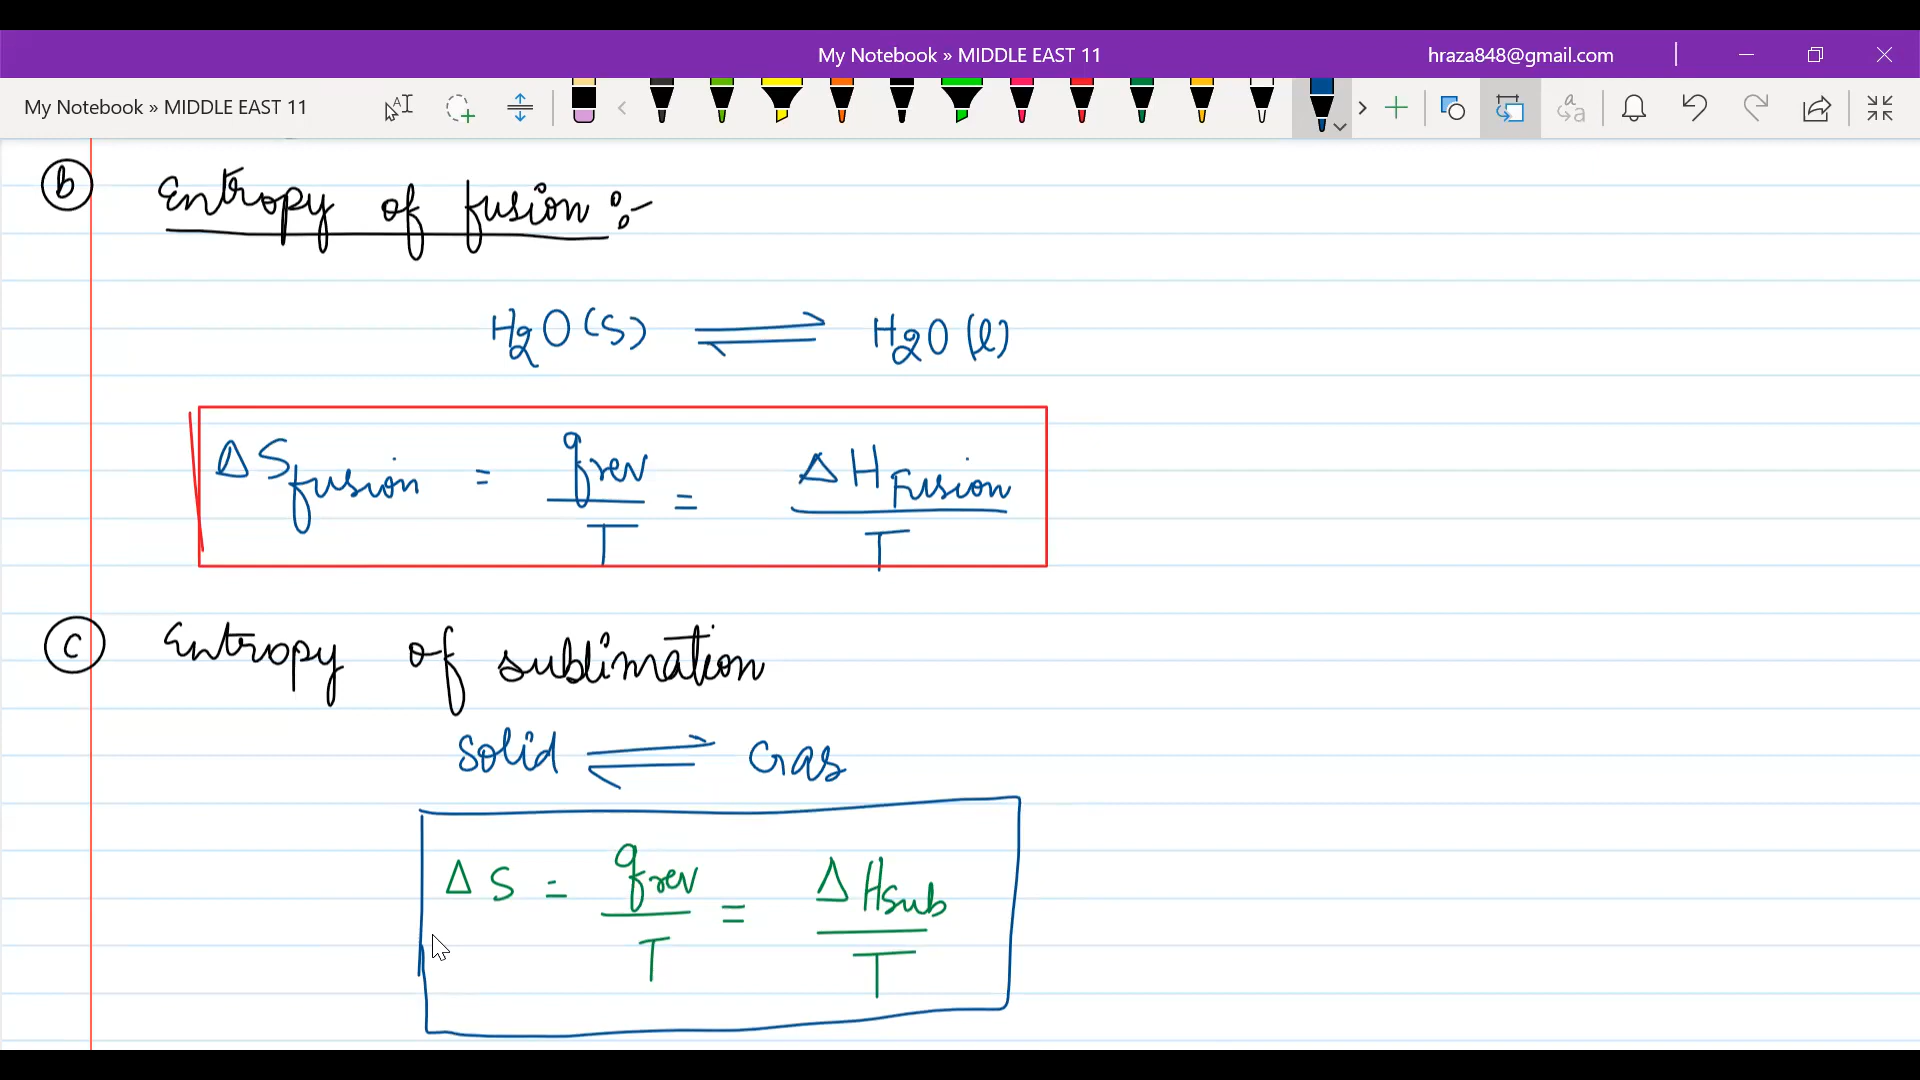 My Notebook » MIDDLE EAST 11
hraza848@gmail.com
My Notebook » MIDDLE EAST 11
b Entropy of fusion :-
H2O(s) ⇌ H2O(l)
ΔSfusion = qrev/T = ΔHFusion/T
c Entropy of sublimation
Solid ⇌ Gas
ΔS = qrev/T = ΔHsub/T